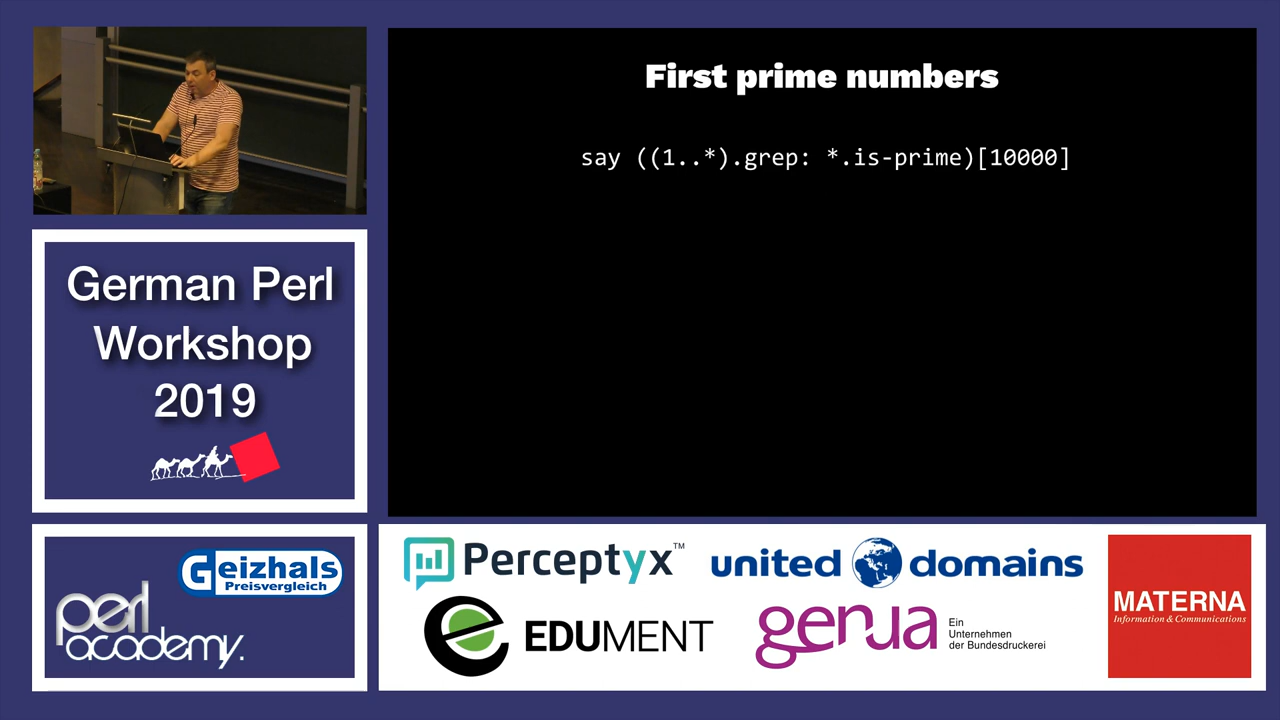 First prime numbers
say ((1..*).grep: *.is-prime)[10000]
German Perl
Workshop
2019
Geizhals
Preisvergleich
perl
academy.
Perceptyx™
united domains
EDUMENT
genua
Ein
Unternehmen
der Bundesdruckerei
MATERNA
Information & Communications